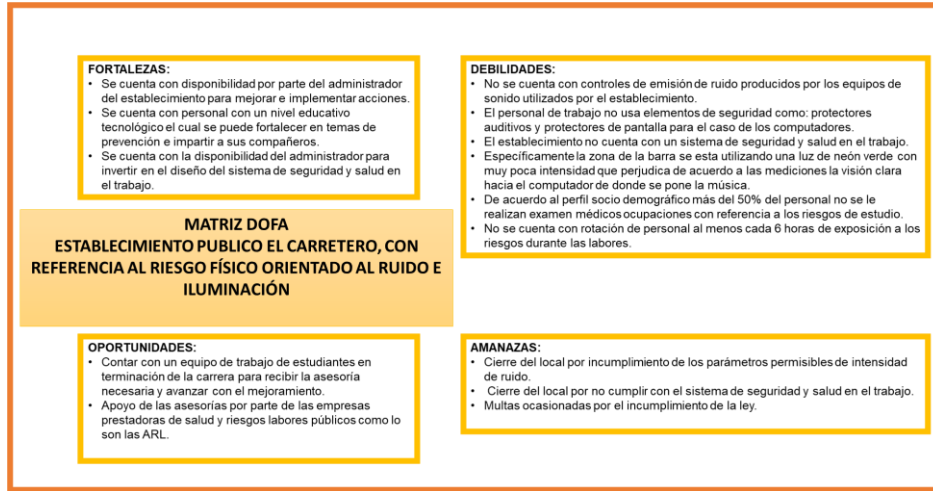 FORTALEZAS:
• Se cuenta con disponibilidad por parte del administrador
del establecimiento para mejorar e implementar acciones.
• Se cuenta con personal con un nivel educativo
tecnológico el cual se puede fortalecer en temas de
prevención e impartir a sus compañeros.
• Se cuenta con la disponibilidad del administrador para
invertir en el diseño del sistema de seguridad y salud en
el trabajo.
DEBILIDADES:
• No se cuenta con controles de emisión de ruido producidos por los equipos de
sonido utilizados por el establecimiento.
• El personal de trabajo no usa elementos de seguridad como: protectores
auditivos y protectores de pantalla para el caso de los computadores.
• El establecimiento no cuenta con un sistema de seguridad y salud en el trabajo.
• Específicamente la zona de la barra se esta utilizando una luz de neón verde con
muy poca intensidad que perjudica de acuerdo a las mediciones la visión clara
hacia el computador de donde se pone la música.
• De acuerdo al perfil socio demográfico más del 50% del personal no se le
realizan examen médicos ocupaciones con referencia a los riesgos de estudio.
• No se cuenta con rotación de personal al menos cada 6 horas de exposición a los
riesgos durante las labores.
MATRIZ DOFA
ESTABLECIMIENTO PUBLICO EL CARRETERO, CON
REFERENCIA AL RIESGO FÍSICO ORIENTADO AL RUIDO E
ILUMINACIÓN
OPORTUNIDADES:
• Contar con un equipo de trabajo de estudiantes en
terminación de la carrera para recibir la asesoría
necesaria y avanzar con el mejoramiento.
• Apoyo de las asesorías por parte de las empresas
prestadoras de salud y riesgos labores públicos como lo
son las ARL.
AMANAZAS:
• Cierre del local por incumplimiento de los parámetros permisibles de intensidad
de ruido.
• Cierre del local por no cumplir con el sistema de seguridad y salud en el trabajo.
• Multas ocasionadas por el incumplimiento de la ley.